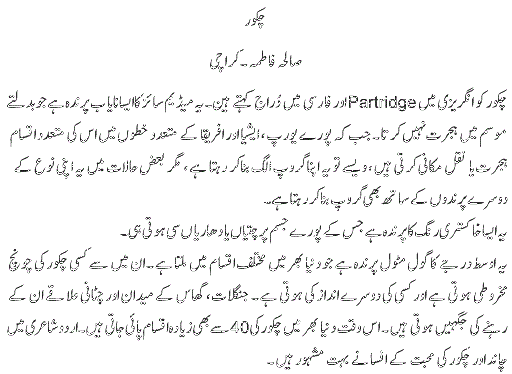 چکور
صالحہ فاطمہ۔۔کراچی
چکور کو انگریزی میں Partridge اور فارسی میں دُراج کہتے ہیں۔ یہ میڈیم سائز کا ایسا نایاب پرندہ ہے جو بدلتے
موسم میں ہجرت نہیں کرتا۔ جب کہ پورے یورپ، ایشیا اور افریقا کے متعدد خطوں میں اس کی متعدد اقسام
ہجرت یا نقل مکانی کرتی ہیں، ویسے تو یہ اپنا گروپ الگ بنا کر رہتا ہے، مگر بعض حالات میں یہ اپنی نوع کے
دوسرے پرندوں کے ساتھ بھی گروپ بنا کر رہتا ہے۔
یہ ایسا خاکستری رنگ کا پرندہ ہے جس کے پورے جسم پر چتیاں یا دھاریاں سی ہوتی ہی۔
یہ اوسط درجے کا گول مٹول پرندہ ہے جو دنیا بھر میں مختلف اقسام میں ملتا ہے۔۔ ان میں سے کسی چکور کی چونچ
مخروطی ہوتی ہے اور کسی کی دوسرے انداز کی ہوتی ہے۔۔ جنگلات، گھاس کے میدان اور چٹانی علاقے ان کے
رہنے کی جگہیں ہوتی ہیں۔ اس وقت دنیا بھر میں چکور کی 40 سے بھی زیادہ اقسام پائی جاتی ہیں۔۔ اردو شاعری میں
چاند اور چکور کی محبت کے افسانے بہت مشہور ہیں۔